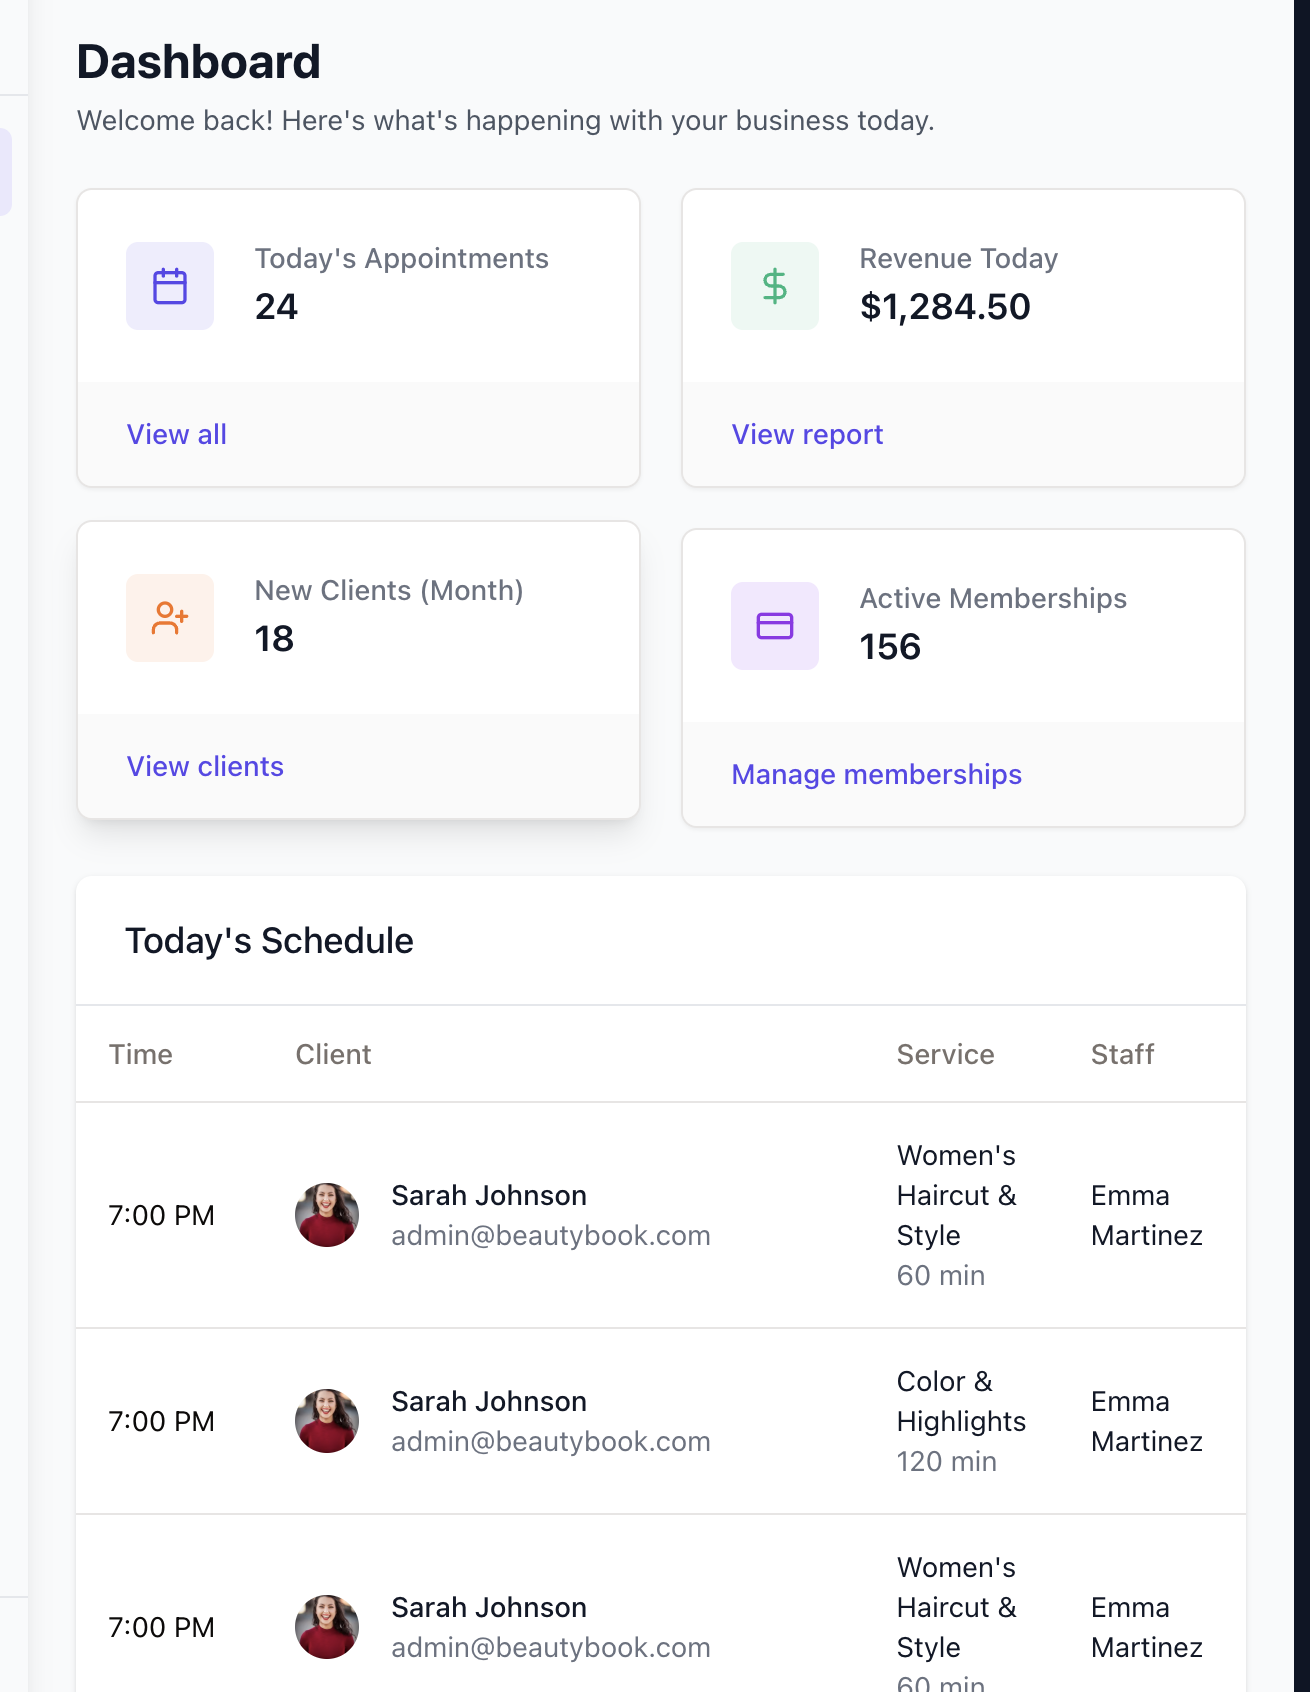 Dashboard
Welcome back! Here's what's happening with your business today.
Today's Appointments
24
View all
Revenue Today
$1,284.50
View report
New Clients (Month)
18
View clients
Active Memberships
156
Manage memberships
Today's Schedule
Time Client Service Staff
7:00 PM
Sarah Johnson
admin@beautybook.com
Women's
Haircut &
Style
60 min
Emma
Martinez
7:00 PM
Sarah Johnson
admin@beautybook.com
Color &
Highlights
120 min
Emma
Martinez
7:00 PM
Sarah Johnson
admin@beautybook.com
Women's
Haircut &
Style
60 min
Emma
Martinez